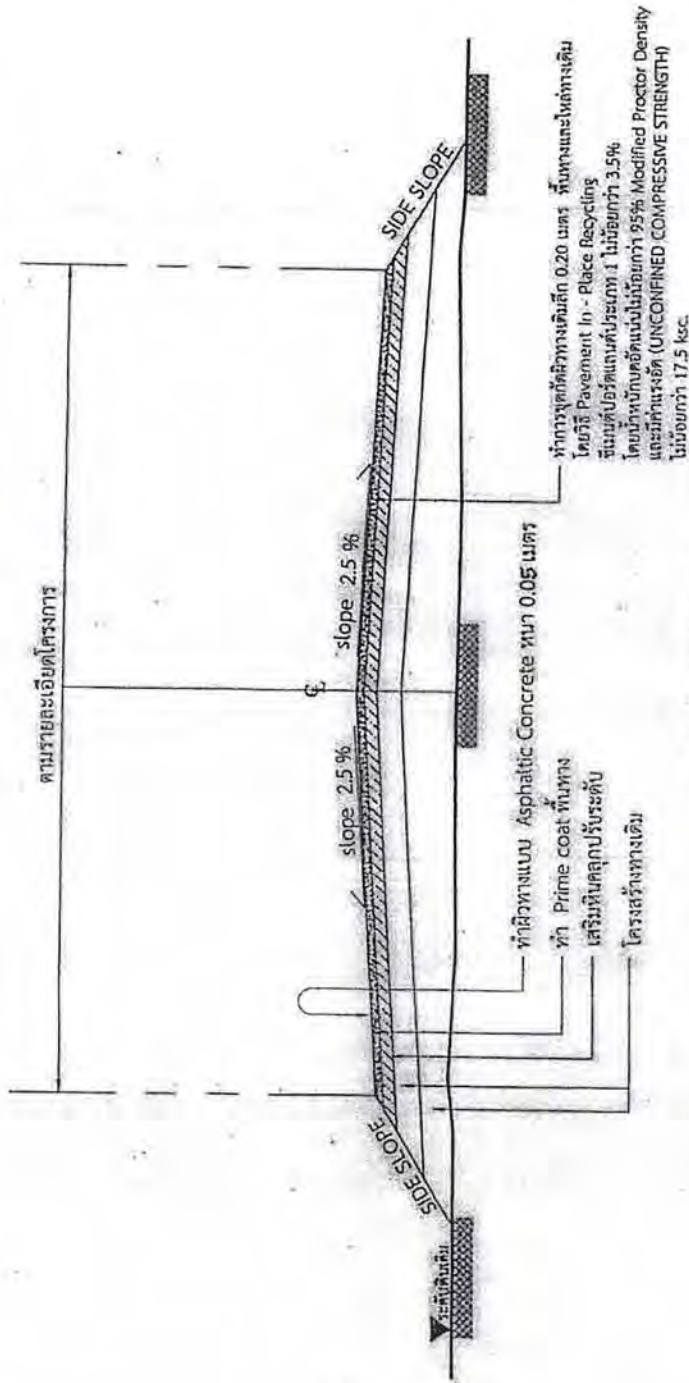 ตามรายละเอียดโครงการ
℄
slope 2.5 %
slope 2.5 %
SIDE SLOPE
SIDE SLOPE
ระดับดินเดิม
ทำผิวทางแบบ Asphaltic Concrete หนา 0.05 เมตร
ทำ Prime coat พื้นทาง
เสริมหินคลุกปรับระดับ
โครงสร้างทางเดิม
ทำการขุดกัดผิวทางเดิมลึก 0.20 เมตร พื้นทางและไหล่ทางเดิม
โดยวิธี Pavement In - Place Recycling
ซีเมนต์ปอร์ตแลนด์ประเภท 1 ไม่น้อยกว่า 3.5%
โดยน้ำหนักบดอัดแน่นไม่น้อยกว่า 95% Modified Proctor Density
และมีค่าแรงอัด (UNCONFINED COMPRESSIVE STRENGTH)
ไม่น้อยกว่า 17.5 ksc.